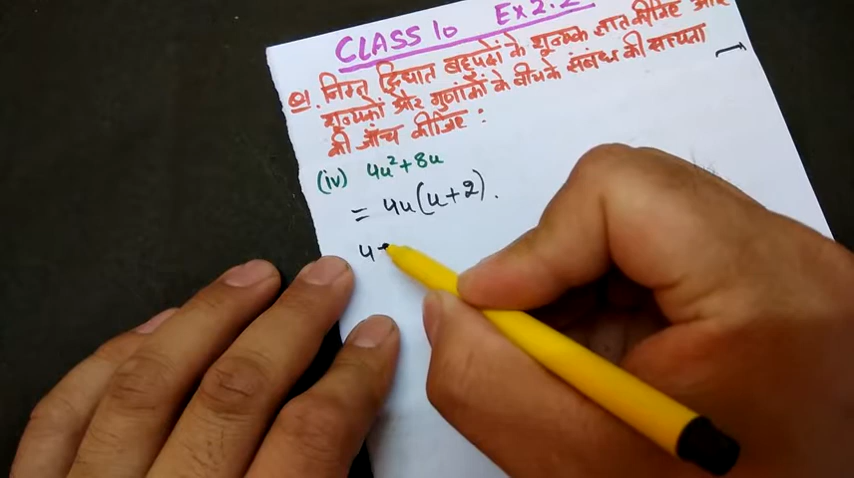 CLASS 10 Ex 2.2
Q1. निम्न द्विघात बहुपदों के शून्यक ज्ञात कीजिए और
शून्यकों और गुणांकों के बीच के संबंध की सत्यता
की जाँच कीजिए :
(iv) 4u²+8u
= 4u(u+2).
4